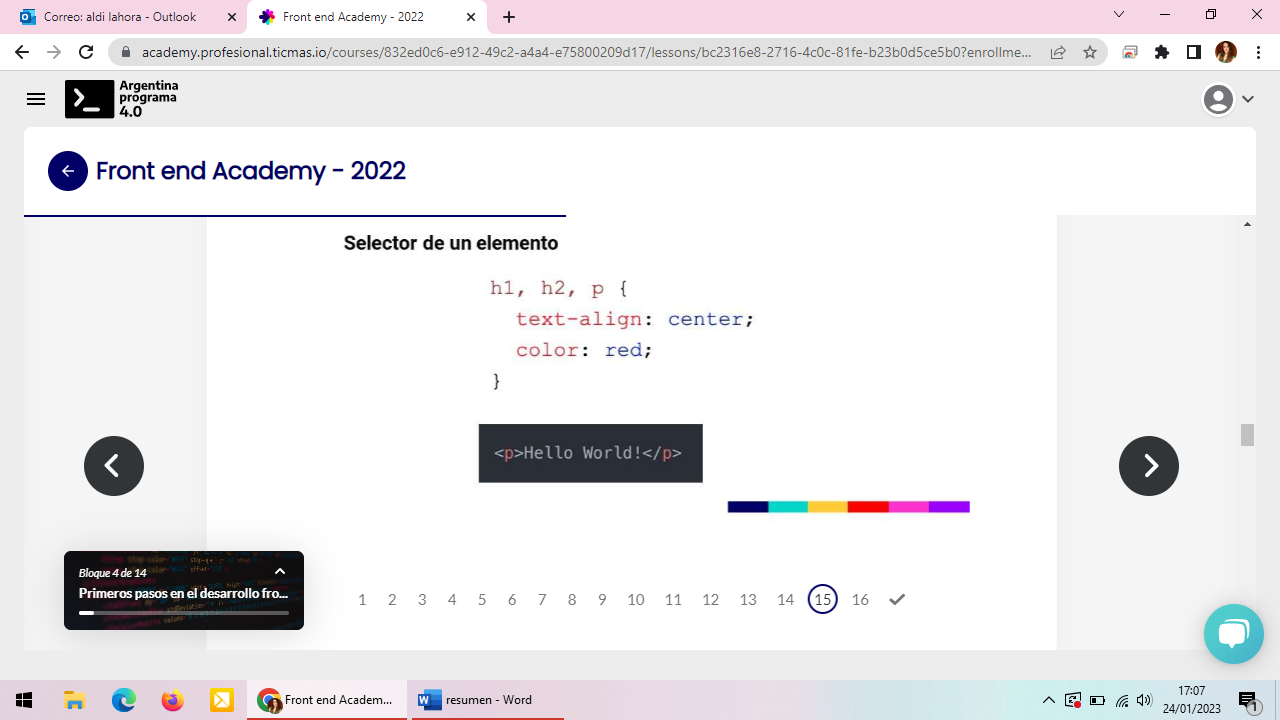 Correo: aldi lahora - Outlook
Front end Academy - 2022
academy.profesional.ticmas.io/courses/832ed0c6-e912-49c2-a4a4-e75800209d17/lessons/bc2316e8-2716-4c0c-81fe-b23b0d5ce5b0?enrollme...
Argentina
programa
4.0
Front end Academy - 2022
Selector de un elemento
h1, h2, p {
text-align: center;
color: red;
}
<p>Hello World!</p>
Bloque 4 de 14
Primeros pasos en el desarrollo fro...
1 2 3 4 5 6 7 8 9 10 11 12 13 14 15 16
Front end Academ...
resumen - Word
17:07
24/01/2023
1